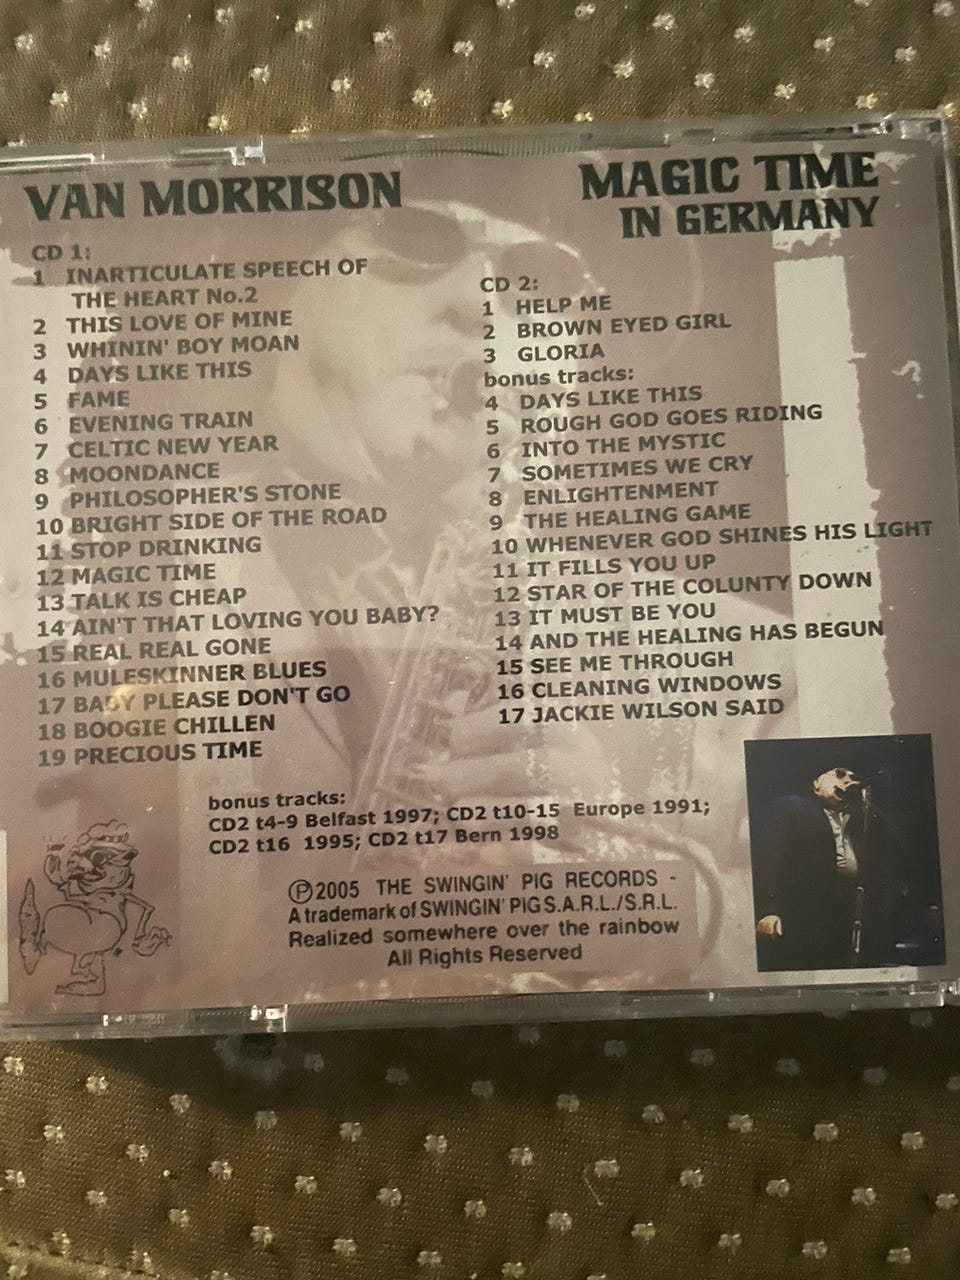 VAN MORRISON
MAGIC TIME
IN GERMANY
CD 1:
1 INARTICULATE SPEECH OF
THE HEART No.2
2 THIS LOVE OF MINE
3 WHININ' BOY MOAN
4 DAYS LIKE THIS
5 FAME
6 EVENING TRAIN
7 CELTIC NEW YEAR
8 MOONDANCE
9 PHILOSOPHER'S STONE
10 BRIGHT SIDE OF THE ROAD
11 STOP DRINKING
12 MAGIC TIME
13 TALK IS CHEAP
14 AIN'T THAT LOVING YOU BABY?
15 REAL REAL GONE
16 MULESKINNER BLUES
17 BABY PLEASE DON'T GO
18 BOOGIE CHILLEN
19 PRECIOUS TIME
CD 2:
1 HELP ME
2 BROWN EYED GIRL
3 GLORIA
bonus tracks:
4 DAYS LIKE THIS
5 ROUGH GOD GOES RIDING
6 INTO THE MYSTIC
7 SOMETIMES WE CRY
8 ENLIGHTENMENT
9 THE HEALING GAME
10 WHENEVER GOD SHINES HIS LIGHT
11 IT FILLS YOU UP
12 STAR OF THE COLUNTY DOWN
13 IT MUST BE YOU
14 AND THE HEALING HAS BEGUN
15 SEE ME THROUGH
16 CLEANING WINDOWS
17 JACKIE WILSON SAID
bonus tracks:
CD2 t4-9 Belfast 1997; CD2 t10-15 Europe 1991;
CD2 t16 1995; CD2 t17 Bern 1998
℗2005 THE SWINGIN' PIG RECORDS -
A trademark of SWINGIN' PIG S.A.R.L./S.R.L.
Realized somewhere over the rainbow
All Rights Reserved